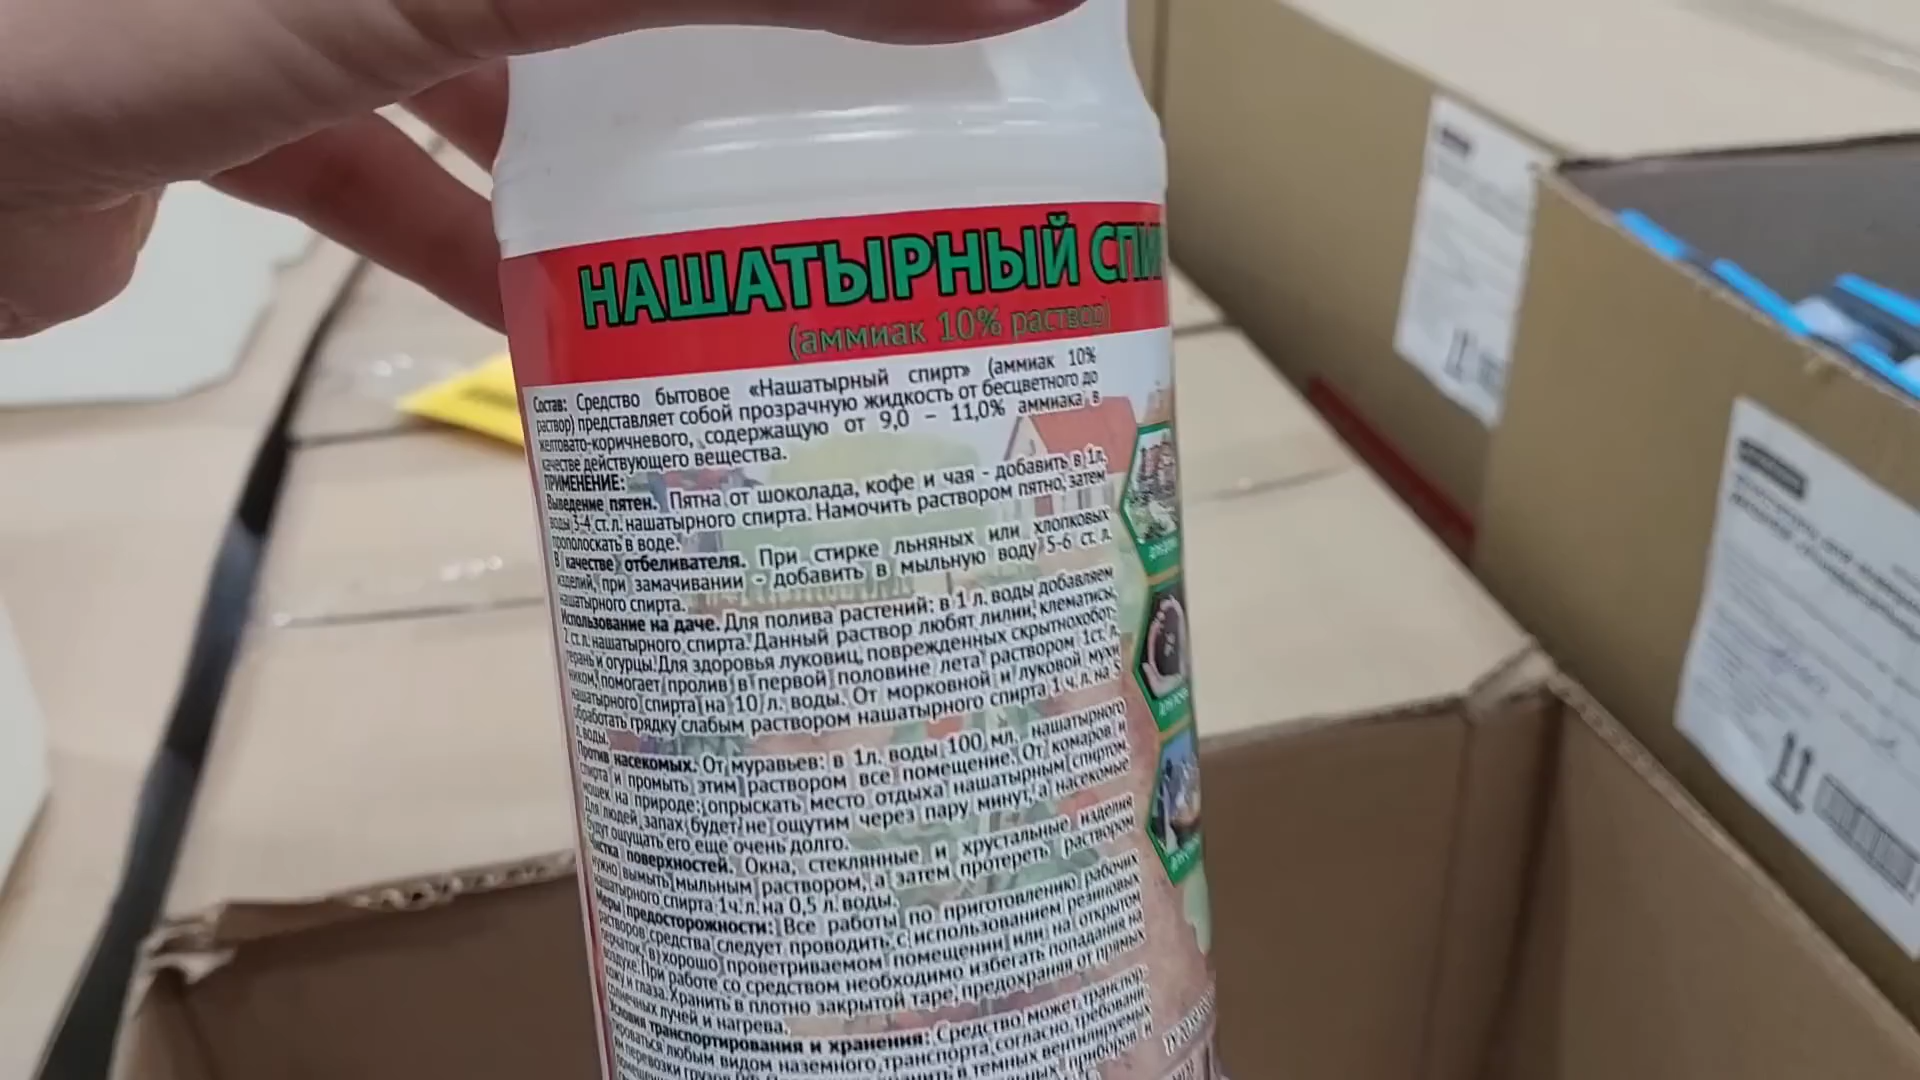 НАШАТЫРНЫЙ СПИ
(аммиак 10% раствор)
Состав: Средство бытовое «Нашатырный спирт» (аммиак 10%
раствор) представляет собой прозрачную жидкость от бесцветного до
желтовато-коричневого, содержащую от 9,0 – 11,0% аммиака в
качестве действующего вещества.
ПРИМЕНЕНИЕ:
Выведение пятен. Пятна от шоколада, кофе и чая - добавить в 1л.
воды 3-4 ст.л. нашатырного спирта. Намочить раствором пятно, затем
прополоскать в воде.
В качестве отбеливателя. При стирке льняных или хлопковых
изделий, при замачивании - добавить в мыльную воду 5-6 ст. л.
нашатырного спирта.
Использование на даче. Для полива растений: в 1 л. воды добавляем
2 ст.л. нашатырного спирта. Данный раствор любят лилии, клематисы,
герань и огурцы. Для здоровья луковиц, поврежденных скрытнохобот-
ником, помогает пролив в первой половине лета раствором 1ст. л.
нашатырного спирта на 10 л. воды. От морковной и луковой мухи
обработать грядку слабым раствором нашатырного спирта 1 ч. л. на 5
л. воды.
Против насекомых. От муравьев: в 1л. воды 100 мл. нашатырного
спирта и промыть этим раствором все помещение. От комаров и
мошек на природе: опрыскать место отдыха нашатырным спиртом.
Для людей запах будет не ощутим через пару минут, а насекомые
будут ощущать его еще очень долго.
Чистка поверхностей. Окна, стеклянные и хрустальные изделия
нужно вымыть мыльным раствором, а затем протереть раствором
нашатырного спирта 1ч. л. на 0,5 л. воды.
Меры предосторожности: Все работы по приготовлению рабочих
растворов средства следует проводить с использованием резиновых
перчаток, в хорошо проветриваемом помещении или на открытом
воздухе. При работе со средством необходимо избегать попадания на
кожу и глаза. Хранить в плотно закрытой таре, предохраняя от прямых
солнечных лучей и нагрева.
Условия транспортирования и хранения: Средство может транспор-
тироваться любым видом наземного транспорта согласно требовани-
ям перевозки грузов хранить в темных вентилируемых
приборов и